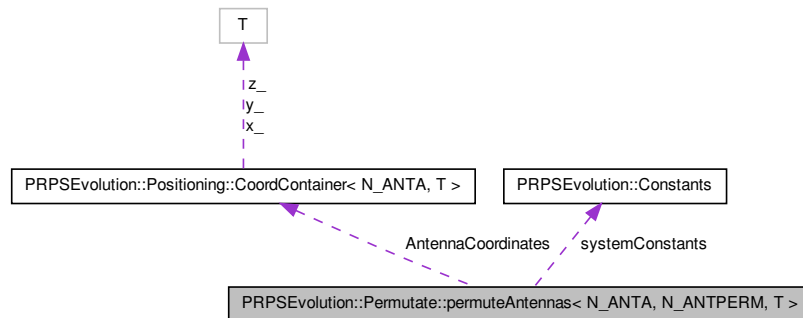 T
z_
y_
x_
PRPSEvolution::Positioning::CoordContainer< N_ANTA, T >
PRPSEvolution::Constants
AntennaCoordinates
systemConstants
PRPSEvolution::Permutate::permuteAntennas< N_ANTA, N_ANTPERM, T >